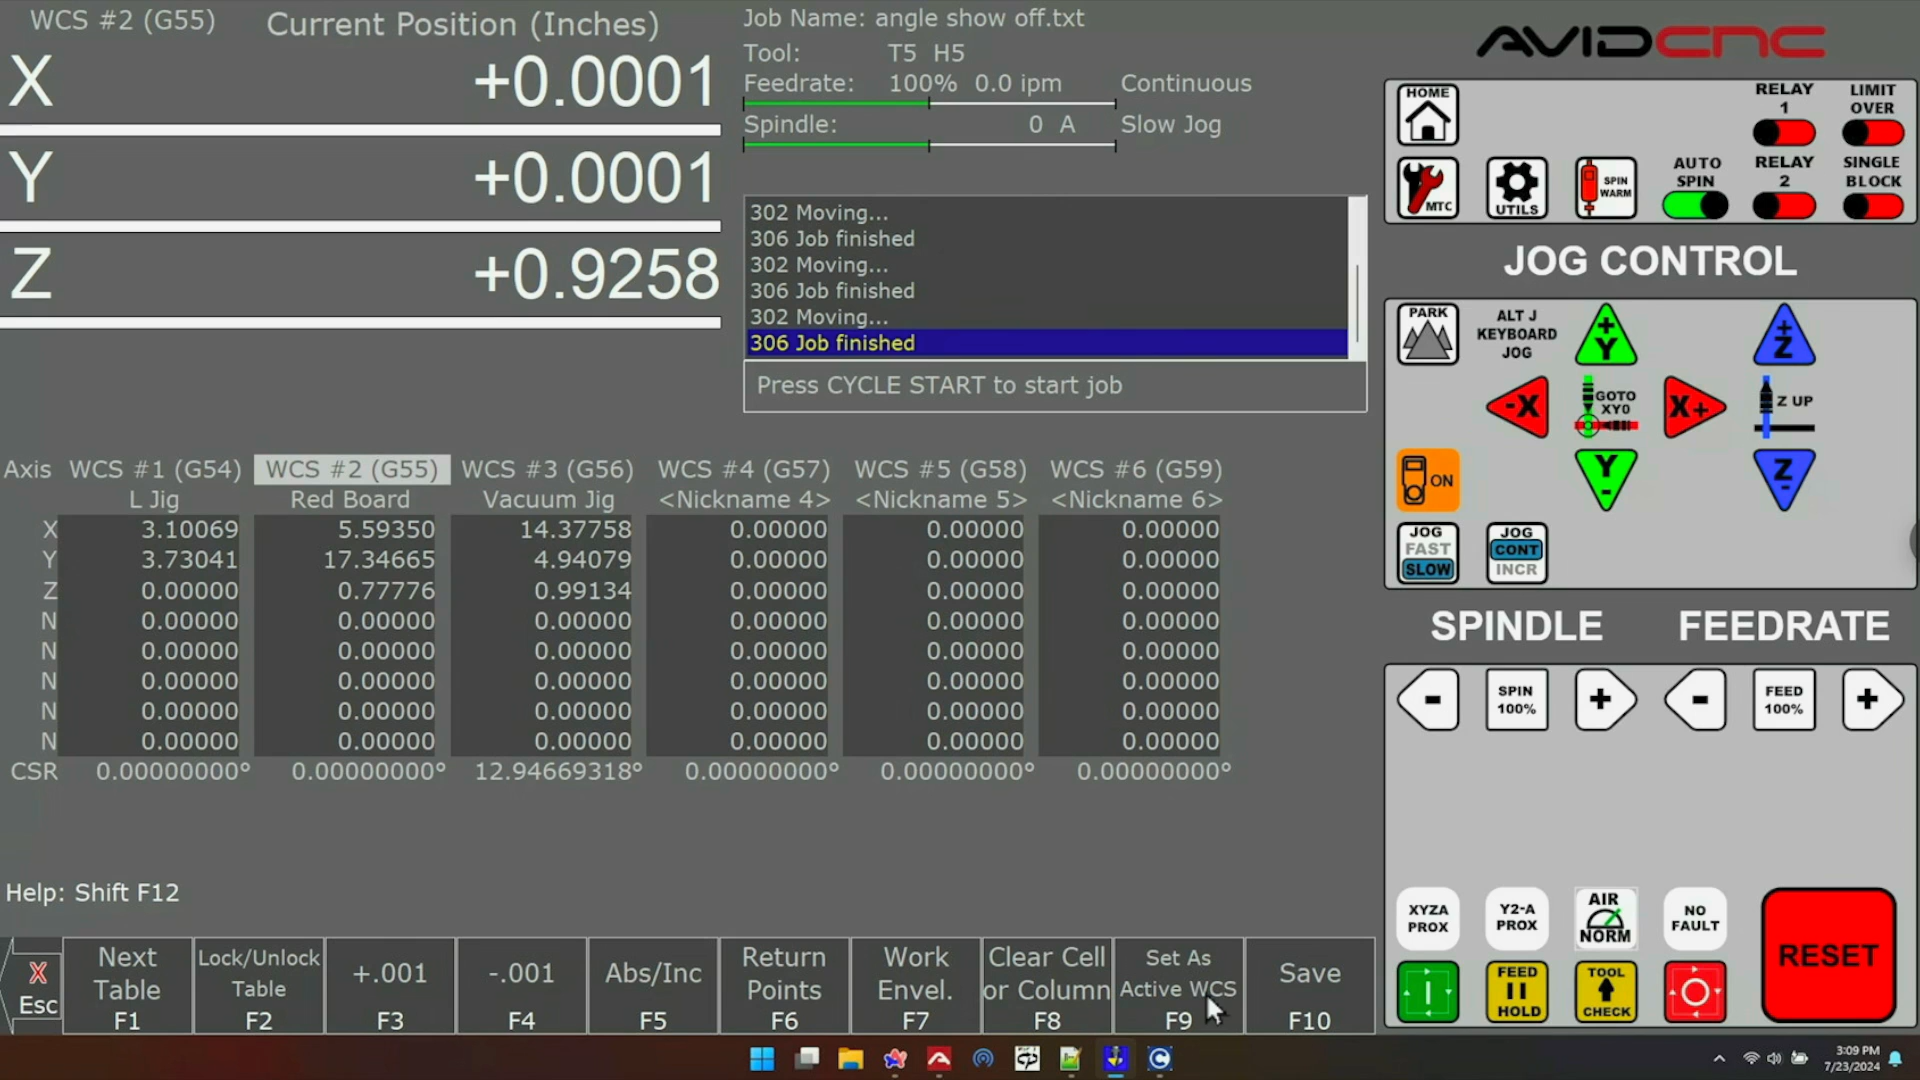 WCS #2 (G55) Current Position (Inches)
X +0.0001
Y +0.0001
Z +0.9258
Job Name: angle show off.txt
Tool: T5 H5
Feedrate: 100% 0.0 ipm Continuous
Spindle: 0 A Slow Jog
302 Moving...
306 Job finished
302 Moving...
306 Job finished
302 Moving...
306 Job finished
Press CYCLE START to start job
Axis WCS #1 (G54) WCS #2 (G55) WCS #3 (G56) WCS #4 (G57) WCS #5 (G58) WCS #6 (G59)
L Jig Red Board Vacuum Jig <Nickname 4> <Nickname 5> <Nickname 6>
X 3.10069 5.59350 14.37758 0.00000 0.00000 0.00000
Y 3.73041 17.34665 4.94079 0.00000 0.00000 0.00000
Z 0.00000 0.77776 0.99134 0.00000 0.00000 0.00000
N 0.00000 0.00000 0.00000 0.00000 0.00000 0.00000
N 0.00000 0.00000 0.00000 0.00000 0.00000 0.00000
N 0.00000 0.00000 0.00000 0.00000 0.00000 0.00000
N 0.00000 0.00000 0.00000 0.00000 0.00000 0.00000
N 0.00000 0.00000 0.00000 0.00000 0.00000 0.00000
CSR 0.00000000° 0.00000000° 12.94669318° 0.00000000° 0.00000000° 0.00000000°
Help: Shift F12
X Esc
Next Table F1
Lock/Unlock Table F2
+.001 F3
-.001 F4
Abs/Inc F5
Return Points F6
Work Envel. F7
Clear Cell or Column F8
Set As Active WCS F9
Save F10
AVIDCNC
HOME
RELAY 1
LIMIT OVER
MTC
UTILS
SPIN WARM
AUTO SPIN
RELAY 2
SINGLE BLOCK
JOG CONTROL
PARK
ALT J KEYBOARD JOG
+Y
+Z
-X
GOTO XY0
X+
Z UP
ON
Y-
Z-
JOG FAST SLOW
JOG CONT INCR
SPINDLE FEEDRATE
-
SPIN 100%
+
-
FEED 100%
+
XYZA PROX
Y2-A PROX
AIR NORM
NO FAULT
RESET
FEED HOLD
TOOL CHECK
3:09 PM
7/23/2024